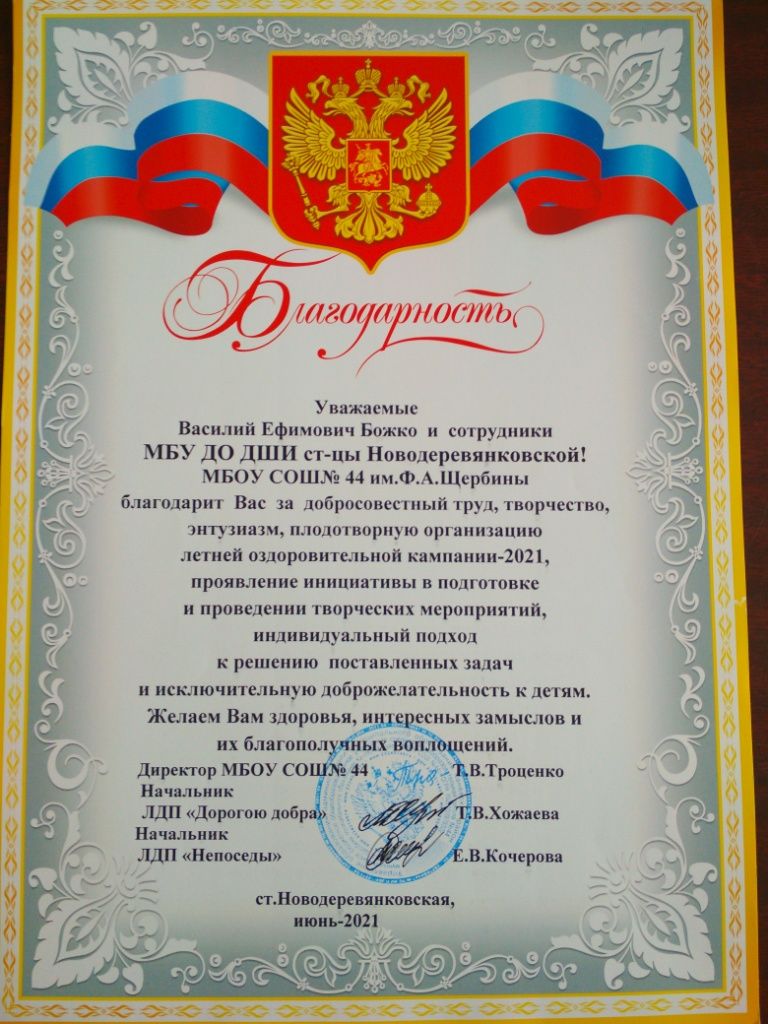 Благодарность
Уважаемые
Василий Ефимович Божко и сотрудники
МБУ ДО ДШИ ст-цы Новодеревянковской!
МБОУ СОШ№ 44 им.Ф.А.Щербины
благодарит Вас за добросовестный труд, творчество,
энтузиазм, плодотворную организацию
летней оздоровительной кампании-2021,
проявление инициативы в подготовке
и проведении творческих мероприятий,
индивидуальный подход
к решению поставленных задач
и исключительную доброжелательность к детям.
Желаем Вам здоровья, интересных замыслов и
их благополучных воплощений.
Директор МБОУ СОШ№ 44 Т.В.Троценко
Начальник
ЛДП «Дорогою добра» Т.В.Хожаева
Начальник
ЛДП «Непоседы» Е.В.Кочерова
ст.Новодеревянковская,
июнь-2021